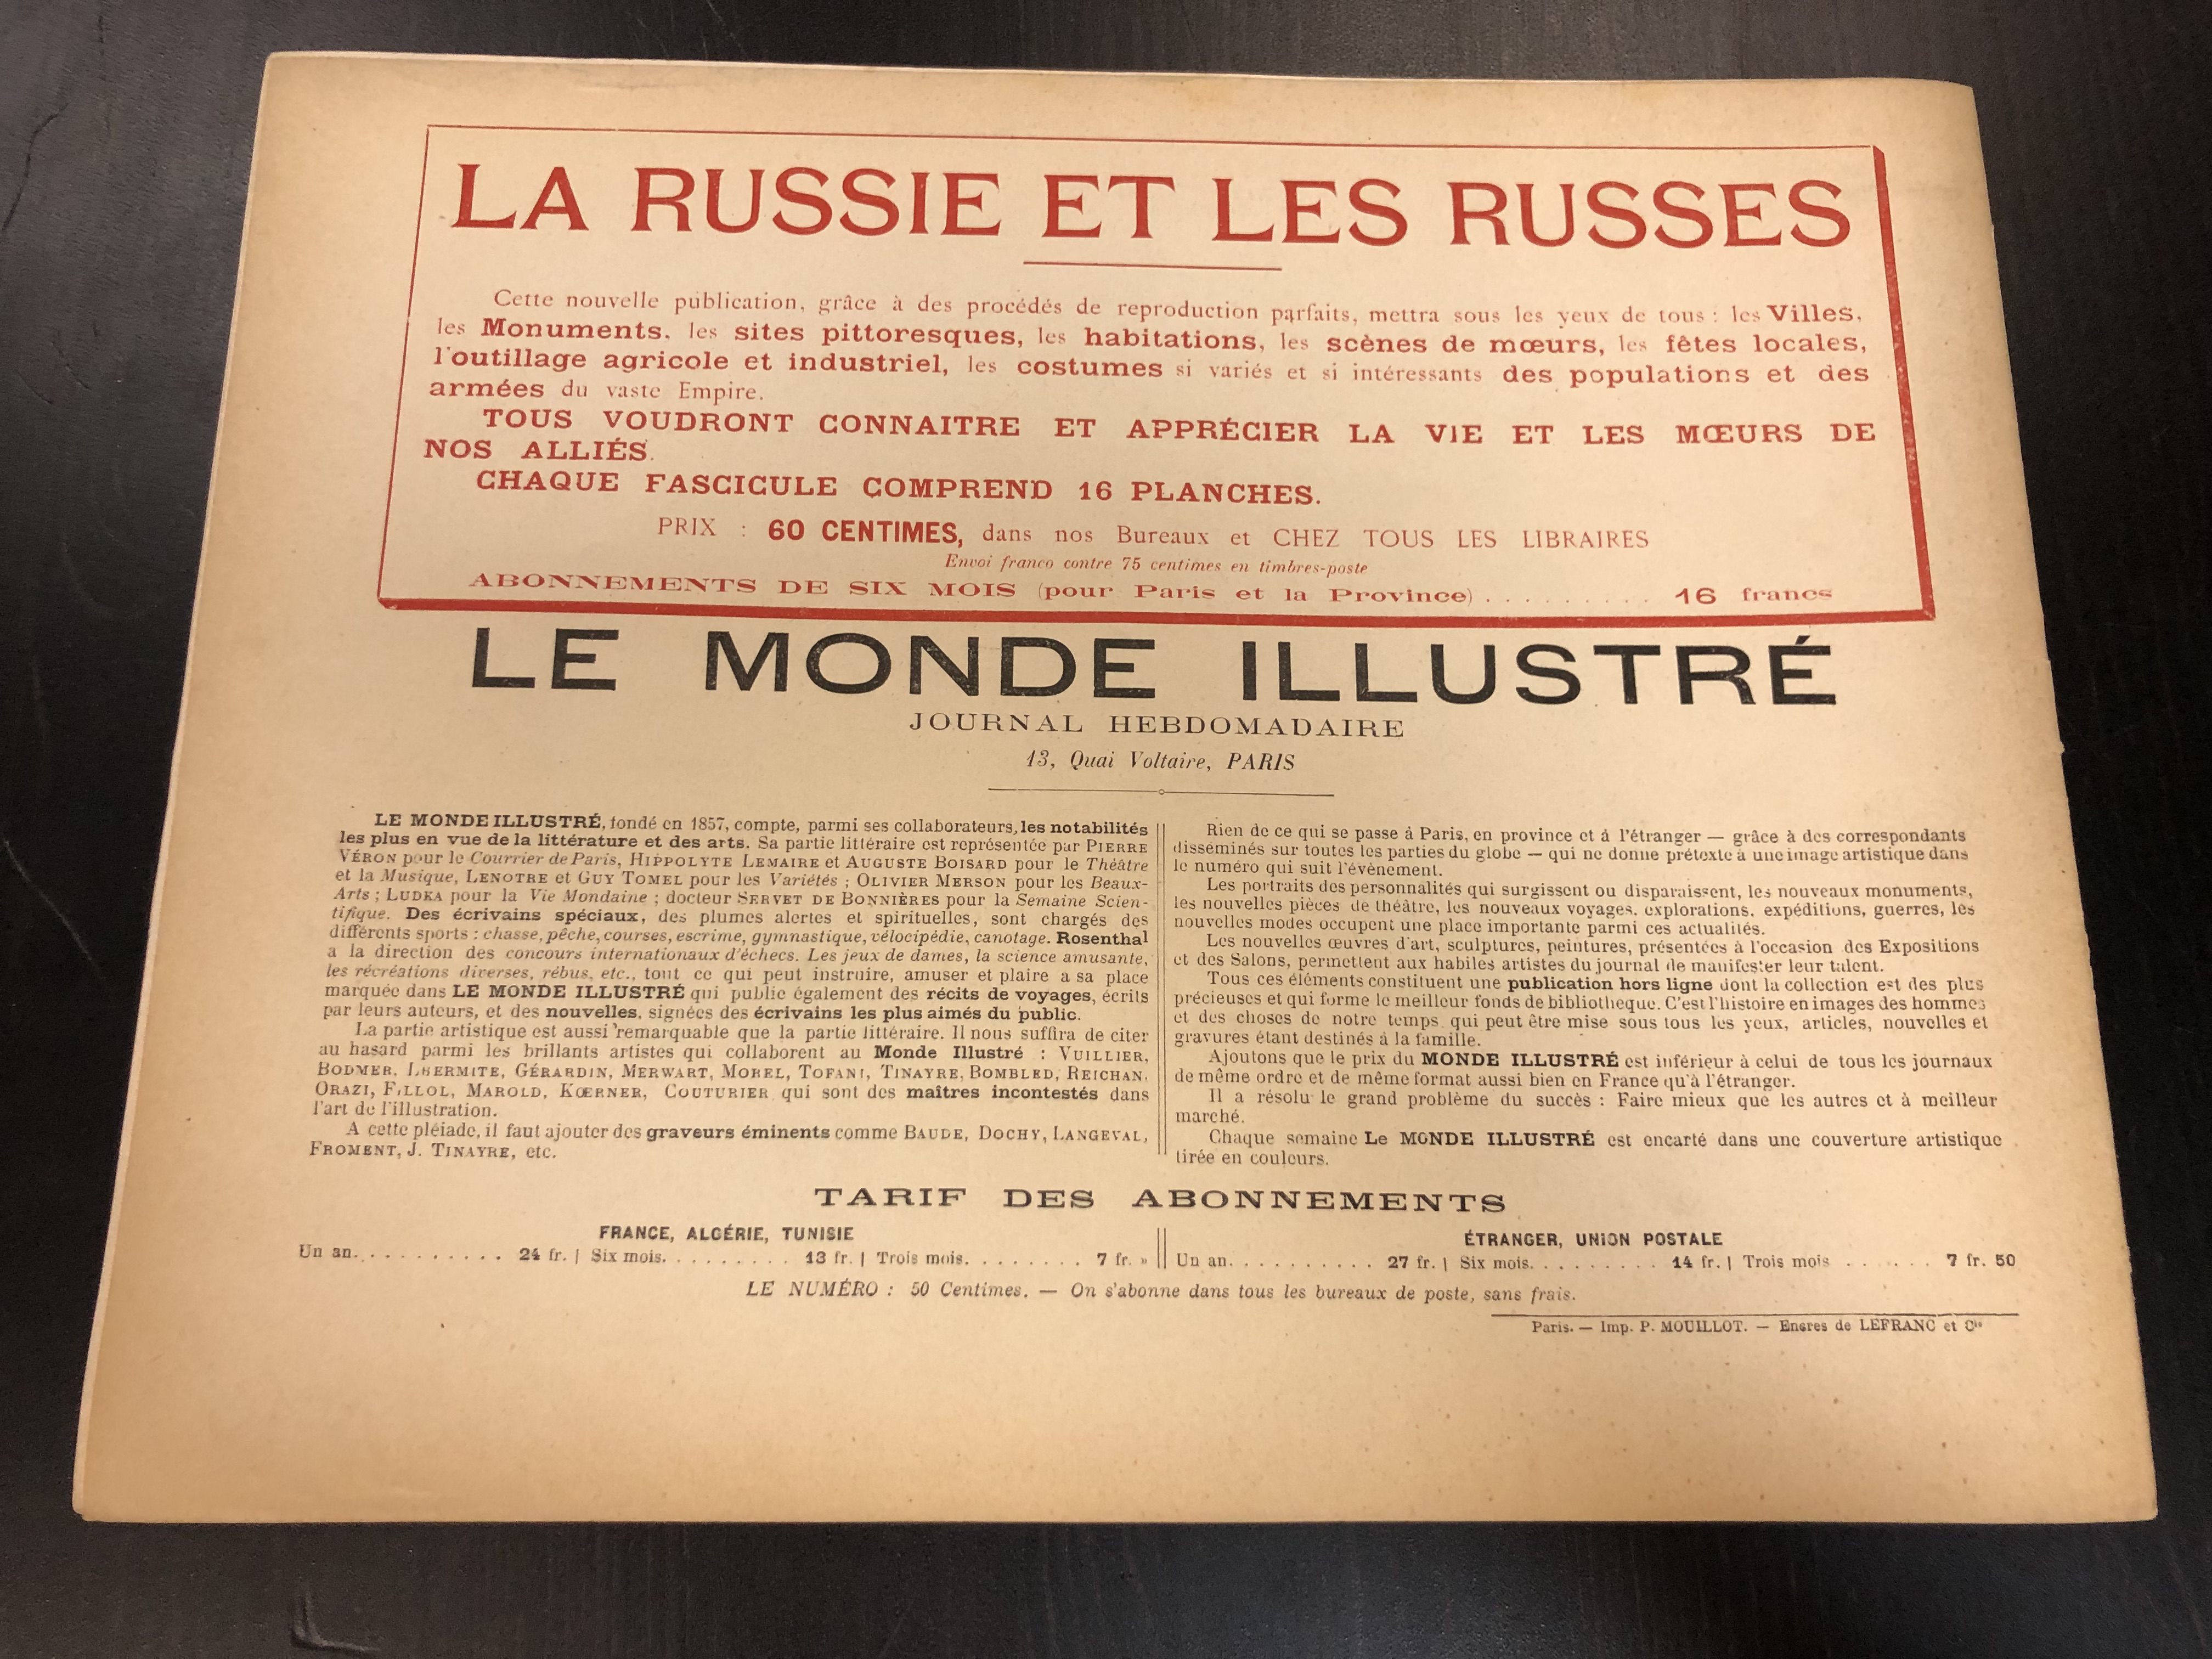 LA RUSSIE ET LES RUSSES
Cette nouvelle publication, grâce à des procédés de reproduction parfaits, mettra sous les yeux de tous : les Villes,
les Monuments, les sites pittoresques, les habitations, les scènes de mœurs, les fêtes locales,
l'outillage agricole et industriel, les costumes si variés et si intéressants des populations et des
armées du vaste Empire.
TOUS VOUDRONT CONNAITRE ET APPRÉCIER LA VIE ET LES MŒURS DE
NOS ALLIÉS.
CHAQUE FASCICULE COMPREND 16 PLANCHES.
PRIX : 60 CENTIMES, dans nos Bureaux et CHEZ TOUS LES LIBRAIRES
Envoi franco contre 75 centimes en timbres-poste
ABONNEMENTS DE SIX MOIS (pour Paris et la Province) . . . . . . . . . 16 francs
LE MONDE ILLUSTRÉ
JOURNAL HEBDOMADAIRE
13, Quai Voltaire, PARIS
LE MONDE ILLUSTRÉ, fondé en 1857, compte, parmi ses collaborateurs, les notabilités
les plus en vue de la littérature et des arts. Sa partie littéraire est représentée par PIERRE
VÉRON pour le Courrier de Paris, HIPPOLYTE LEMAIRE et AUGUSTE BOISARD pour le Théâtre
et la Musique, LENOTRE et GUY TOMEL pour les Variétés ; OLIVIER MERSON pour les Beaux-
Arts ; LUDKA pour la Vie Mondaine ; docteur SERVET DE BONNIÈRES pour la Semaine Scien-
tifique. Des écrivains spéciaux, des plumes alertes et spirituelles, sont chargés des
différents sports : chasse, pêche, courses, escrime, gymnastique, vélocipédie, canotage. Rosenthal
a la direction des concours internationaux d'échecs. Les jeux de dames, la science amusante,
les récréations diverses, rébus, etc., tout ce qui peut instruire, amuser et plaire a sa place
marquée dans LE MONDE ILLUSTRÉ qui publie également des récits de voyages, écrits
par leurs auteurs, et des nouvelles, signées des écrivains les plus aimés du public.
La partie artistique est aussi remarquable que la partie littéraire. Il nous suffira de citer
au hasard parmi les brillants artistes qui collaborent au Monde Illustré : VUILLIER,
BODMER, LHERMITE, GÉRARDIN, MERWART, MOREL, TOFANI, TINAYRE, BOMBLED, REICHAN,
ORAZI, FILLOL, MAROLD, KŒRNER, COUTURIER qui sont des maîtres incontestés dans
l'art de l'illustration.
A cette pléiade, il faut ajouter des graveurs éminents comme BAUDE, DOCHY, LANGEVAL,
FROMENT, J. TINAYRE, etc.
Rien de ce qui se passe à Paris, en province et à l'étranger — grâce à des correspondants
disséminés sur toutes les parties du globe — qui ne donne prétexte à une image artistique dans
le numéro qui suit l'évènement.
Les portraits des personnalités qui surgissent ou disparaissent, les nouveaux monuments,
les nouvelles pièces de théâtre, les nouveaux voyages, explorations, expéditions, guerres, les
nouvelles modes occupent une place importante parmi ces actualités.
Les nouvelles œuvres d'art, sculptures, peintures, présentées à l'occasion des Expositions
et des Salons, permettent aux habiles artistes du journal de manifester leur talent.
Tous ces éléments constituent une publication hors ligne dont la collection est des plus
précieuses et qui forme le meilleur fonds de bibliothèque. C'est l'histoire en images des hommes
et des choses de notre temps qui peut être mise sous tous les yeux, articles, nouvelles et
gravures étant destinés à la famille.
Ajoutons que le prix du MONDE ILLUSTRÉ est inférieur à celui de tous les journaux
de même ordre et de même format aussi bien en France qu'à l'étranger.
Il a résolu le grand problème du succès : Faire mieux que les autres et à meilleur
marché.
Chaque semaine Le MONDE ILLUSTRÉ est encarté dans une couverture artistique
tirée en couleurs.
TARIF DES ABONNEMENTS
FRANCE, ALGÉRIE, TUNISIE
Un an. . . . . . . . . . 24 fr. | Six mois. . . . . . . . . . 13 fr. | Trois mois. . . . . . . . . 7 fr. »
ÉTRANGER, UNION POSTALE
Un an. . . . . . . . . . 27 fr. | Six mois. . . . . . . . . . 14 fr. | Trois mois . . . . . . 7 fr. 50
LE NUMÉRO : 50 Centimes. — On s'abonne dans tous les bureaux de poste, sans frais.
Paris. — Imp. P. MOUILLOT. — Encres de LEFRANC et Cie